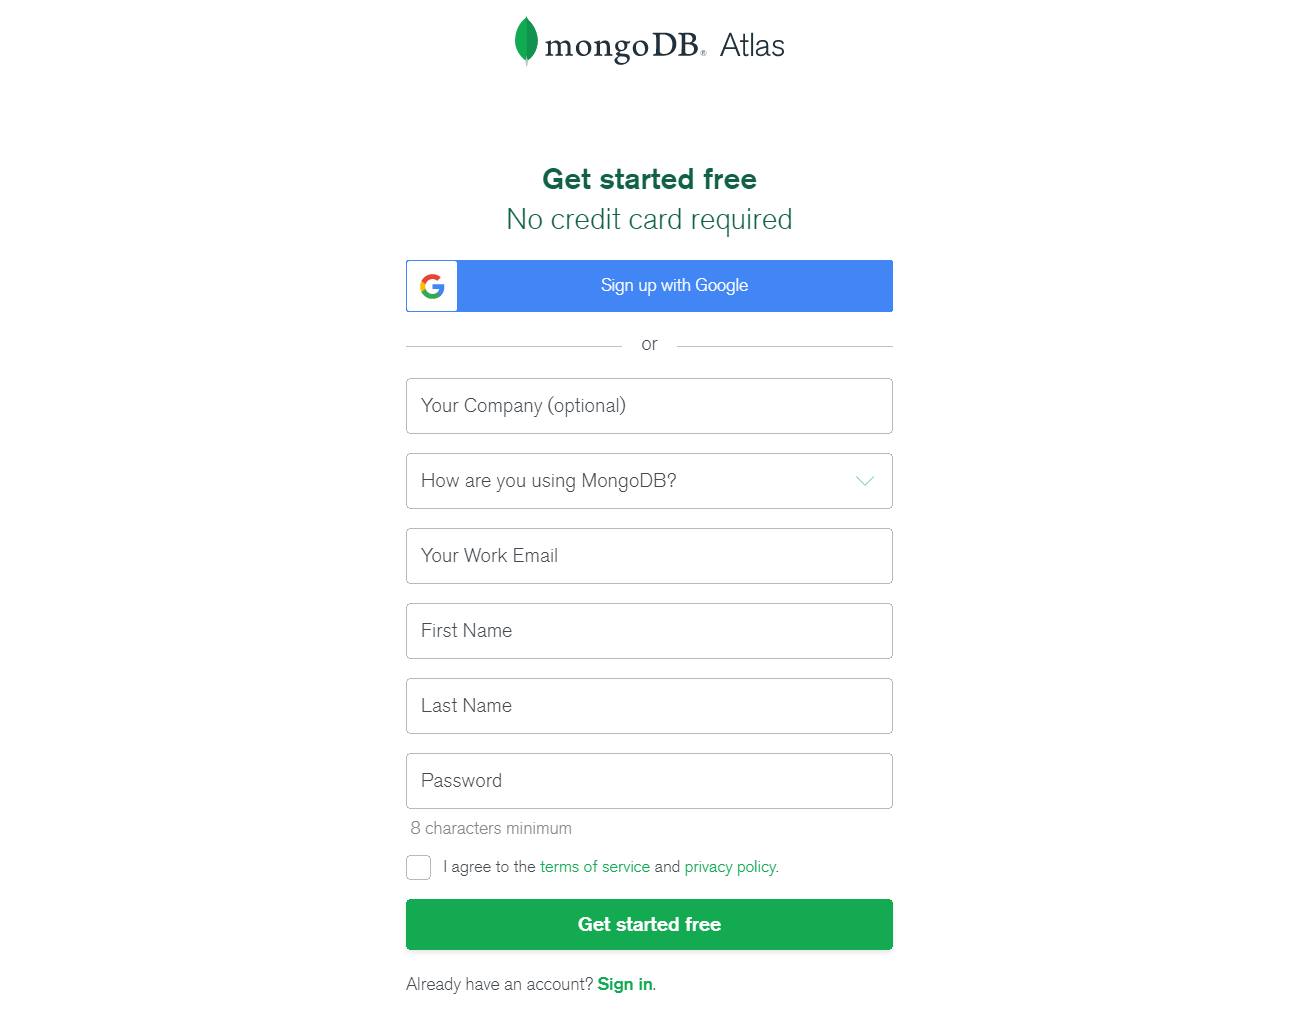 mongoDB® Atlas
Get started free
No credit card required
Sign up with Google
or
Your Company (optional)
How are you using MongoDB?
Your Work Email
First Name
Last Name
Password
8 characters minimum
I agree to the terms of service and privacy policy.
Get started free
Already have an account? Sign in.